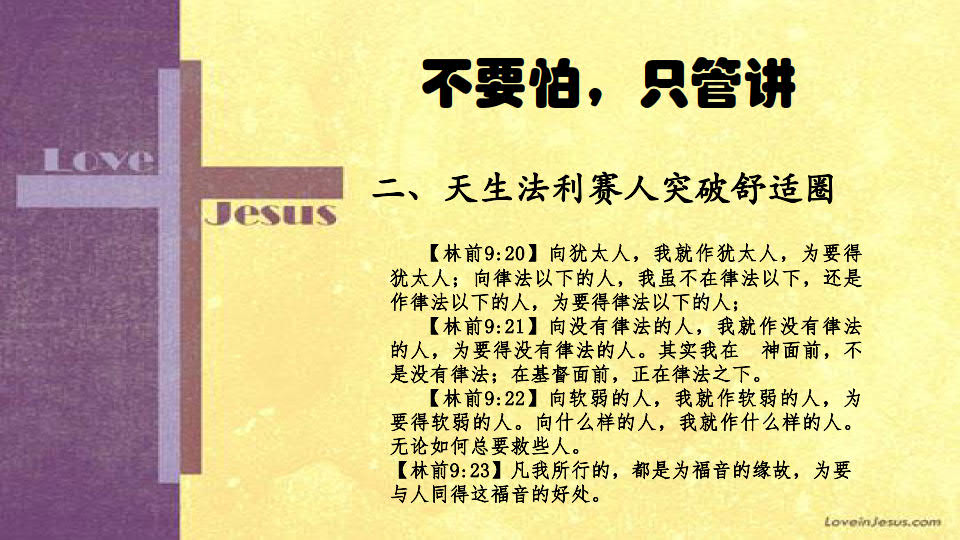 不要怕，只管讲
Love
Jesus
二、天生法利赛人突破舒适圈
【林前9:20】向犹太人，我就作犹太人，为要得
犹太人；向律法以下的人，我虽不在律法以下，还是
作律法以下的人，为要得律法以下的人；
【林前9:21】向没有律法的人，我就作没有律法
的人，为要得没有律法的人。其实我在　神面前，不
是没有律法；在基督面前，正在律法之下。
【林前9:22】向软弱的人，我就作软弱的人，为
要得软弱的人。向什么样的人，我就作什么样的人。
无论如何总要救些人。
【林前9:23】凡我所行的，都是为福音的缘故，为要
与人同得这福音的好处。
LoveinJesus.com